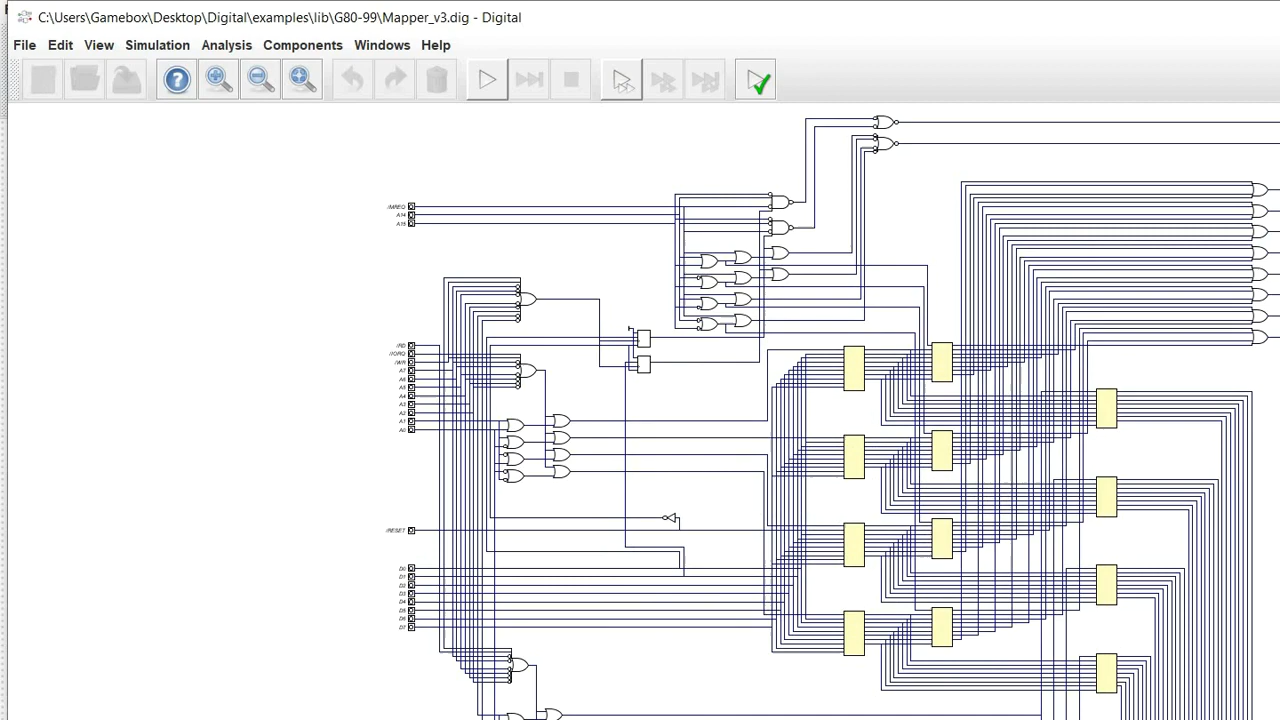 C:\Users\Gamebox\Desktop\Digital\examples\lib\G80-99\Mapper_v3.dig - Digital
File Edit View Simulation Analysis Components Windows Help
/MREQ
A14
A15
/RD
/IORQ
/WR
A7
A6
A5
A4
A3
A2
A1
A0
/RESET
D0
D1
D2
D3
D4
D5
D6
D7